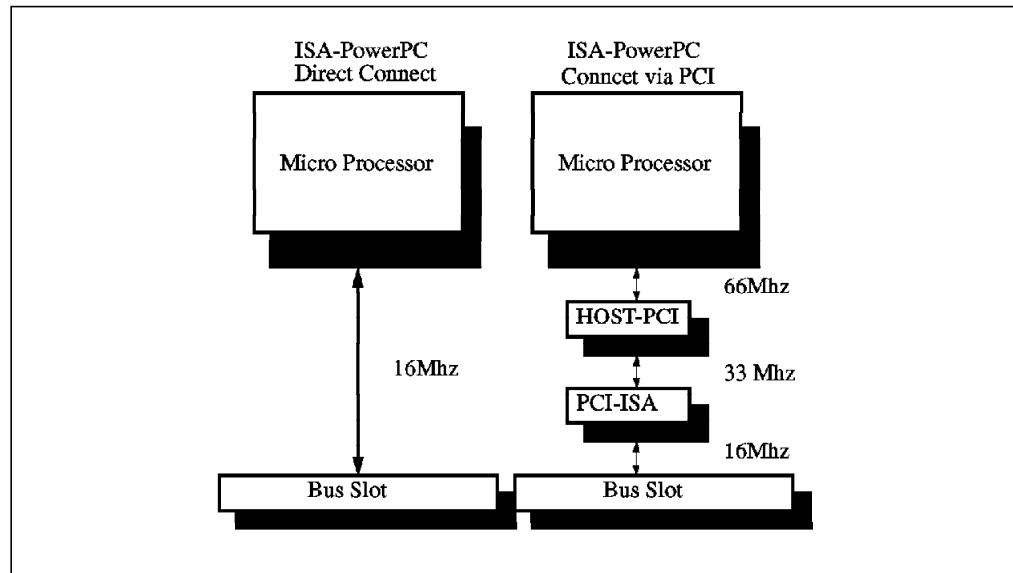 ISA-PowerPC
Direct Connect
Micro Processor
16Mhz
Bus Slot
ISA-PowerPC
Conncet via PCI
Micro Processor
66Mhz
HOST-PCI
33 Mhz
PCI-ISA
16Mhz
Bus Slot